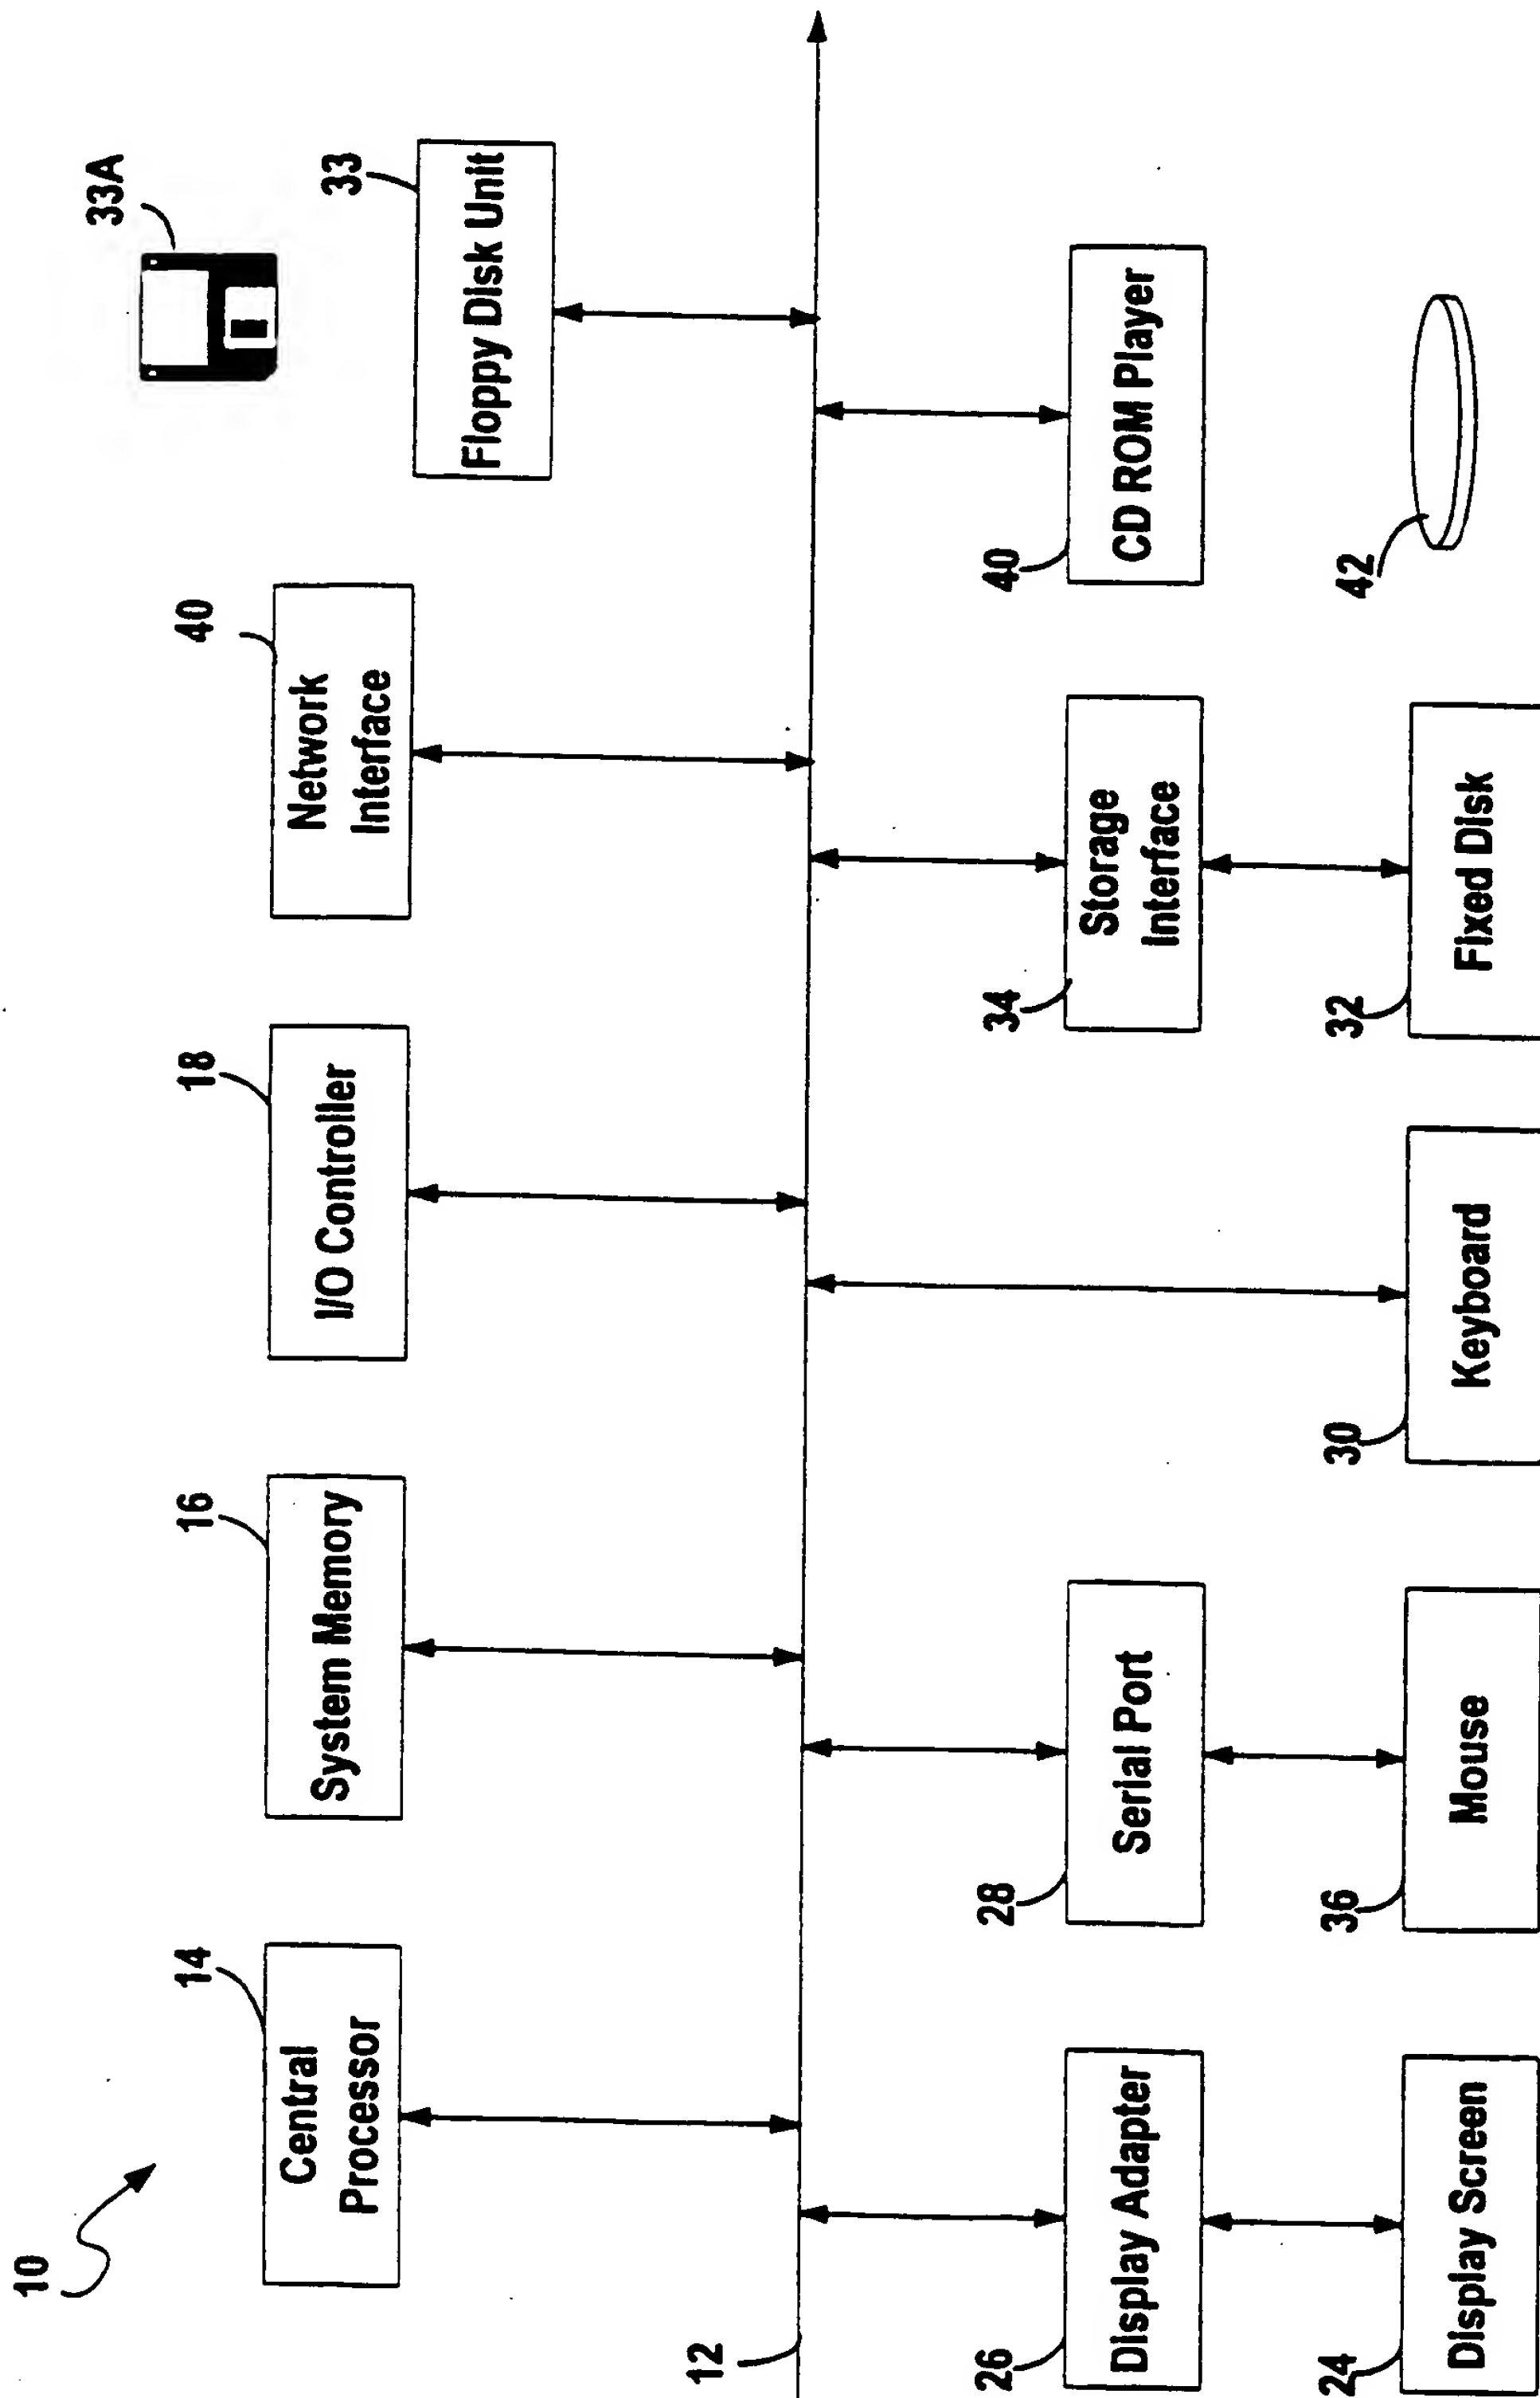 10
14
Central
Processor
16
System Memory
18
I/O Controller
40
Network
Interface
33A
33
Floppy Disk Unit
12
26
Display Adapter
28
Serial Port
34
Storage
Interface
40
CD ROM Player
24
Display Screen
36
Mouse
30
Keyboard
32
Fixed Disk
42